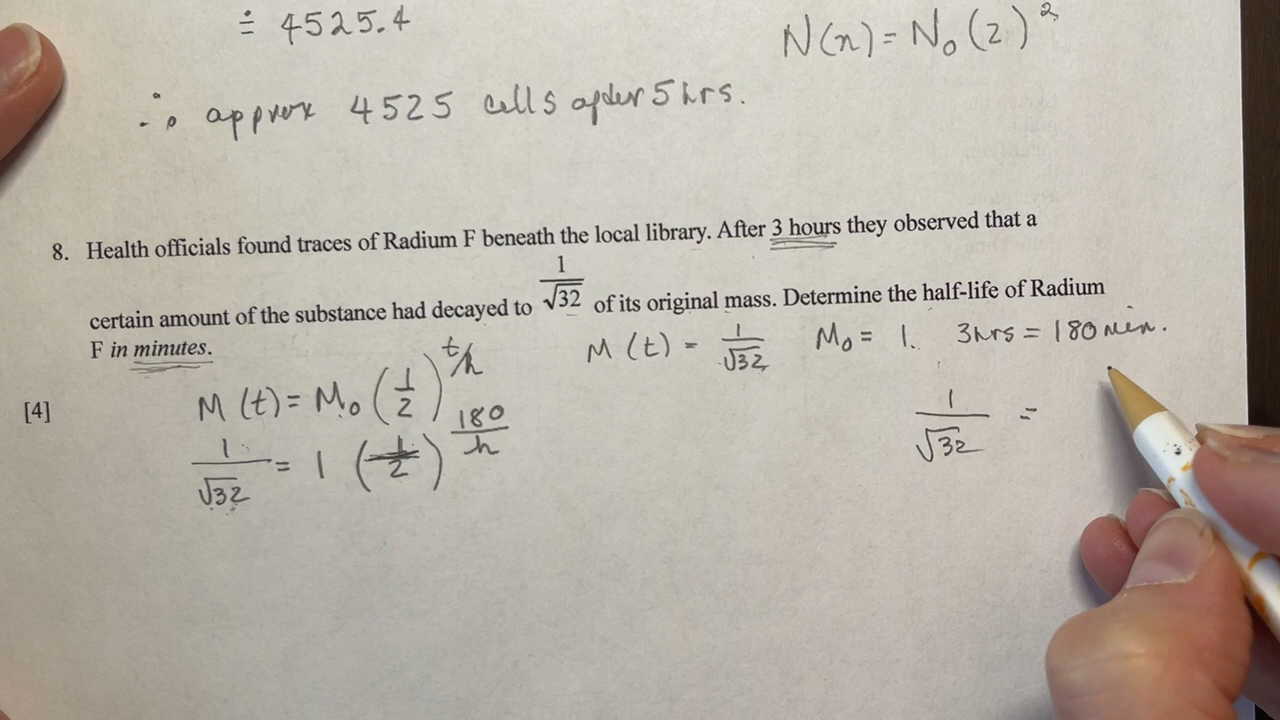 ≐ 4525.4
N(n) = N₀(2)²
∴ approx 4525 cells after 5 hrs.
8. Health officials found traces of Radium F beneath the local library. After 3 hours they observed that a
certain amount of the substance had decayed to 1/√32 of its original mass. Determine the half-life of Radium
F in minutes.
M(t) = 1/√32 M₀ = 1. 3hrs = 180 min.
[4]
M(t) = M₀(1/2)^(t/h)
1/√32 = 1(1/2)^(180/h)
1/√32 =